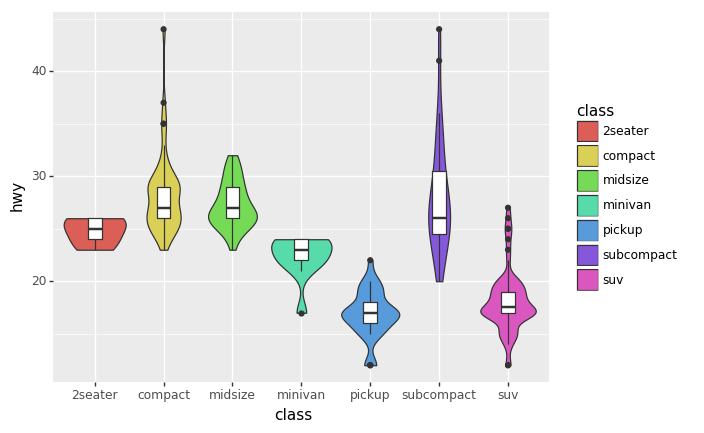 40
30
20
hwy
2seater
compact
midsize
minivan
pickup
subcompact
suv
class
class
2seater
compact
midsize
minivan
pickup
subcompact
suv